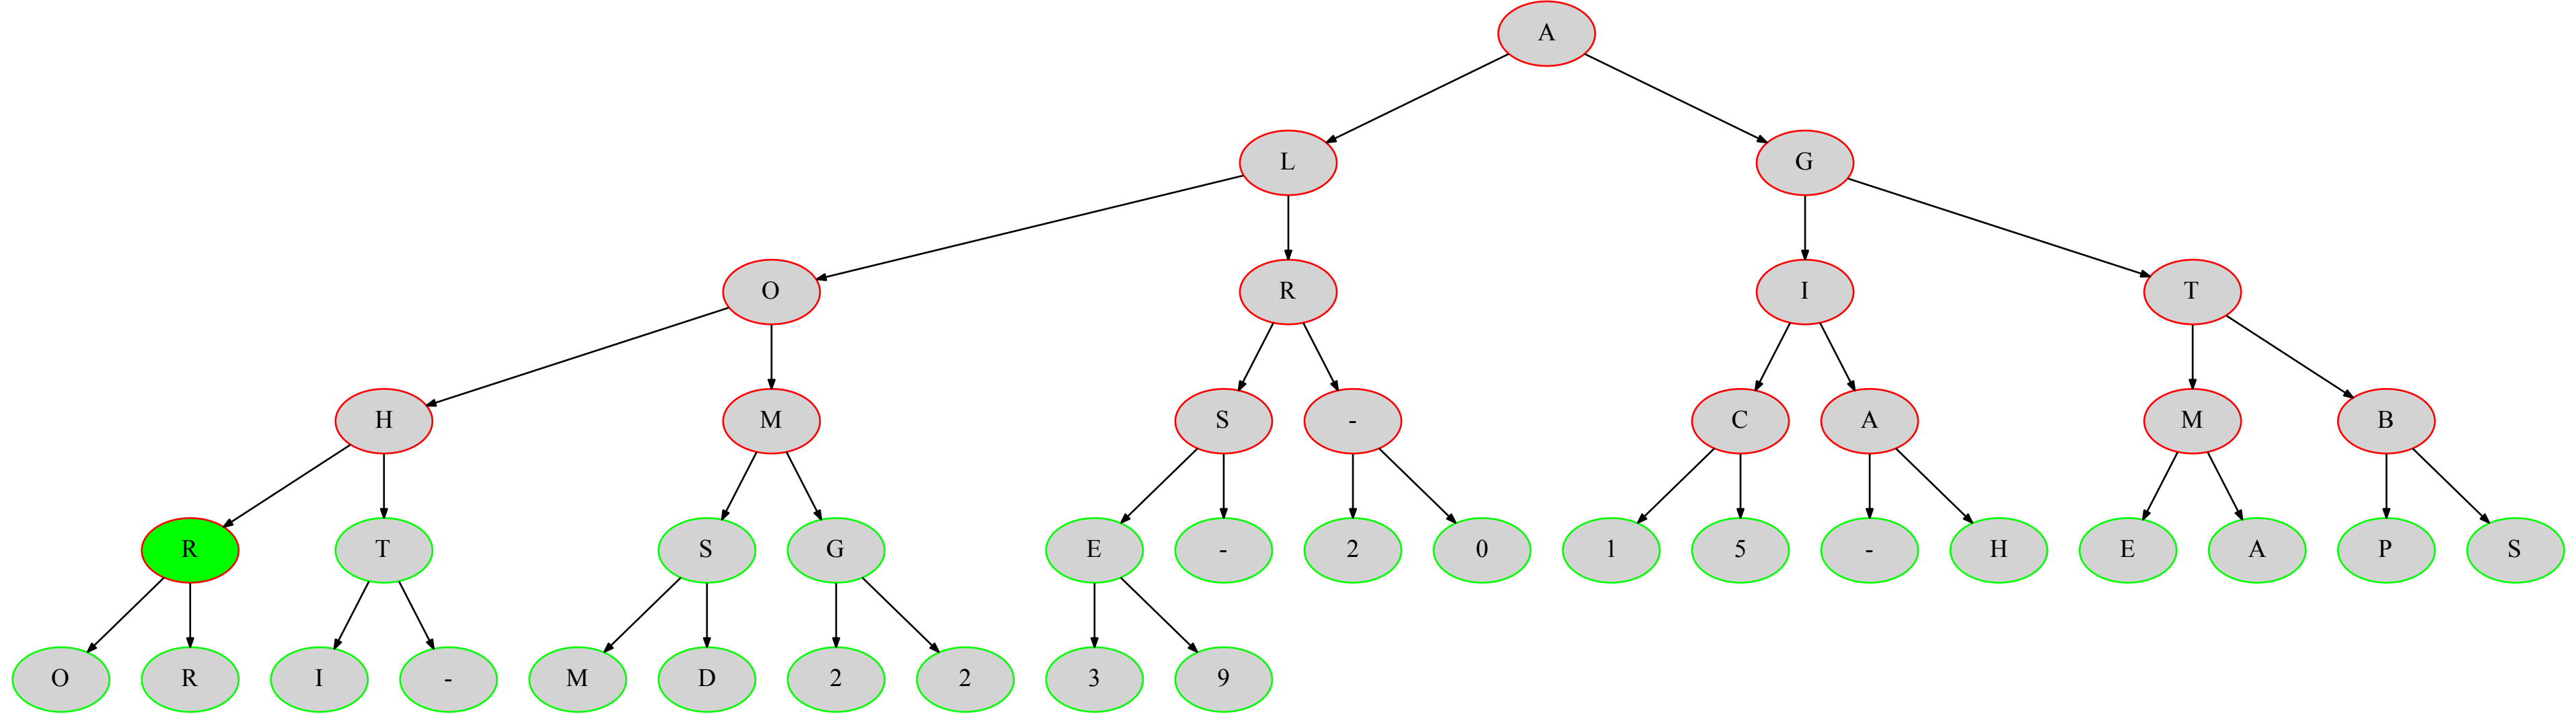 A
L G
O R I T
H M S - C A M B
R T S G E - 2 0 1 5 - H E A P S
O R I - M D 2 2 3 9